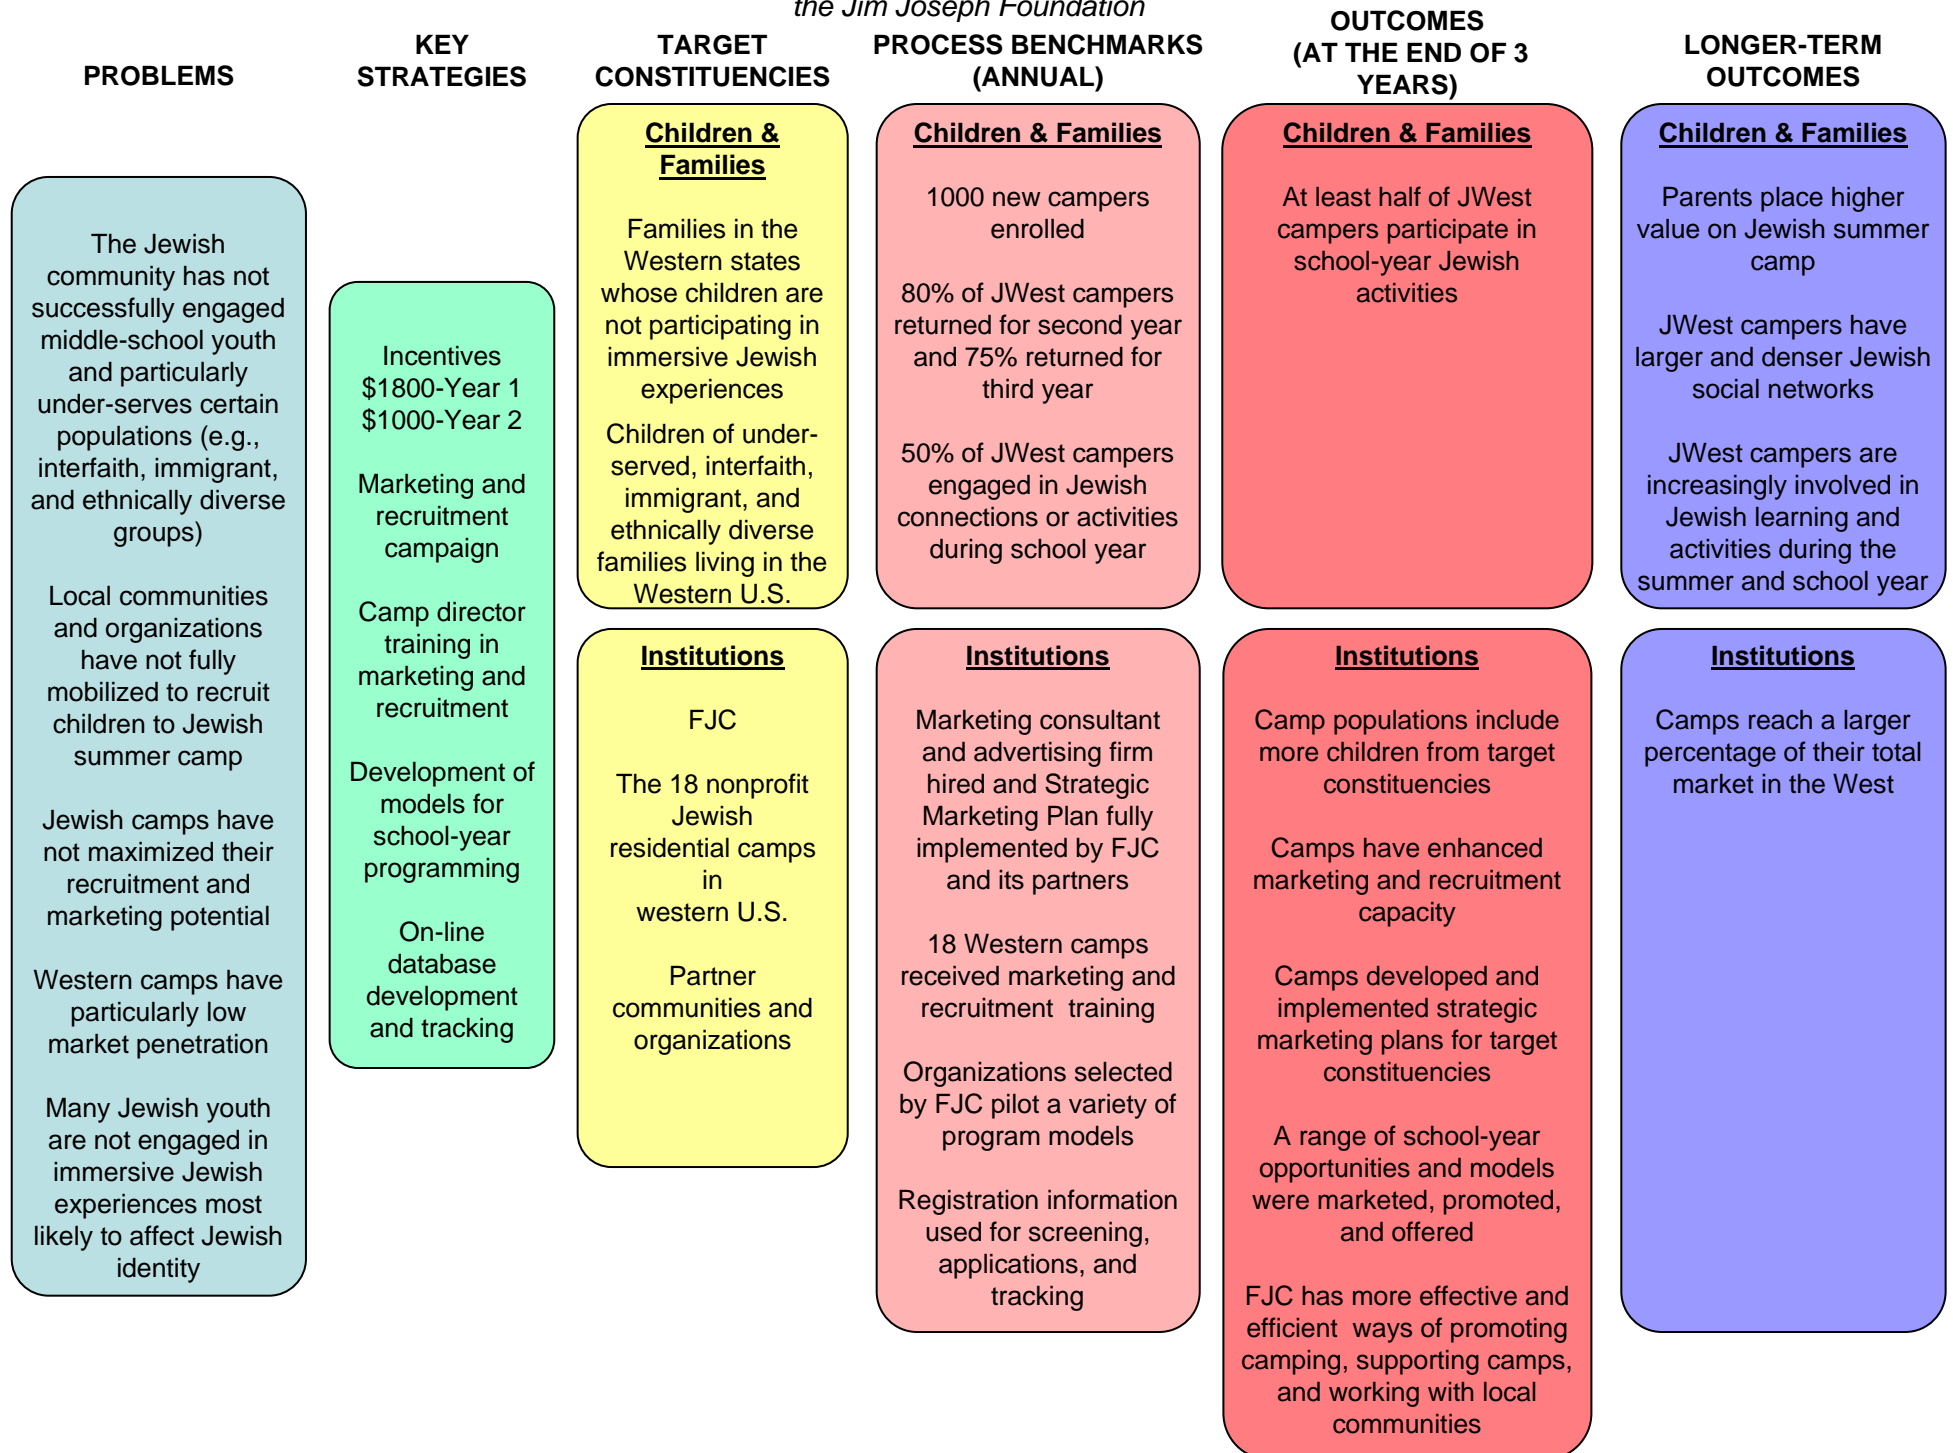 the Jim Joseph Foundation
PROBLEMS
KEY
STRATEGIES
TARGET
CONSTITUENCIES
PROCESS BENCHMARKS
(ANNUAL)
OUTCOMES
(AT THE END OF 3
YEARS)
LONGER-TERM
OUTCOMES
The Jewish
community has not
successfully engaged
middle-school youth
and particularly
under-serves certain
populations (e.g.,
interfaith, immigrant,
and ethnically diverse
groups)
Local communities
and organizations
have not fully
mobilized to recruit
children to Jewish
summer camp
Jewish camps have
not maximized their
recruitment and
marketing potential
Western camps have
particularly low
market penetration
Many Jewish youth
are not engaged in
immersive Jewish
experiences most
likely to affect Jewish
identity
Incentives
$1800-Year 1
$1000-Year 2
Marketing and
recruitment
campaign
Camp director
training in
marketing and
recruitment
Development of
models for
school-year
programming
On-line
database
development
and tracking
Children &
Families
Families in the
Western states
whose children are
not participating in
immersive Jewish
experiences
Children of under-
served, interfaith,
immigrant, and
ethnically diverse
families living in the
Western U.S.
Institutions
FJC
The 18 nonprofit
Jewish
residential camps
in
western U.S.
Partner
communities and
organizations
Children & Families
1000 new campers
enrolled
80% of JWest campers
returned for second year
and 75% returned for
third year
50% of JWest campers
engaged in Jewish
connections or activities
during school year
Institutions
Marketing consultant
and advertising firm
hired and Strategic
Marketing Plan fully
implemented by FJC
and its partners
18 Western camps
received marketing and
recruitment  training
Organizations selected
by FJC pilot a variety of
program models
Registration information
used for screening,
applications, and
tracking
Children & Families
At least half of JWest
campers participate in
school-year Jewish
activities
Institutions
Camp populations include
more children from target
constituencies
Camps have enhanced
marketing and recruitment
capacity
Camps developed and
implemented strategic
marketing plans for target
constituencies
A range of school-year
opportunities and models
were marketed, promoted,
and offered
FJC has more effective and
efficient  ways of promoting
camping, supporting camps,
and working with local
communities
Children & Families
Parents place higher
value on Jewish summer
camp
JWest campers have
larger and denser Jewish
social networks
JWest campers are
increasingly involved in
Jewish learning and
activities during the
summer and school year
Institutions
Camps reach a larger
percentage of their total
market in the West